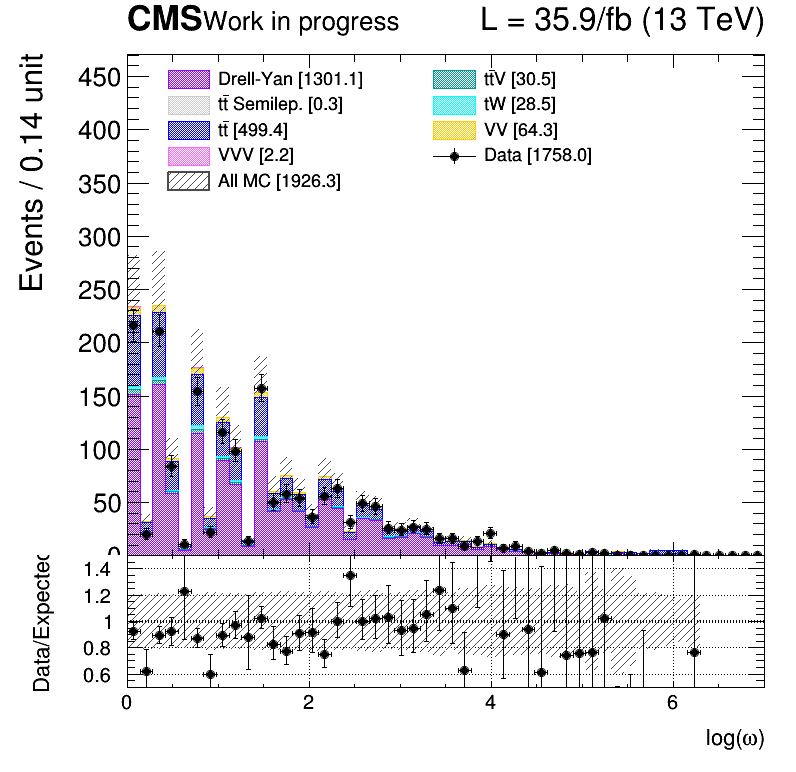 CMS Work in progress L = 35.9/fb (13 TeV)
Events / 0.14 unit
450
400
350
300
250
200
150
100
50
0
Drell-Yan [1301.1]
tt̄ Semilep. [0.3]
tt̄ [499.4]
VVV [2.2]
All MC [1926.3]
tt̄V [30.5]
tW [28.5]
VV [64.3]
Data [1758.0]
Data/Expected
1.4
1.2
1
0.8
0.6
0 2 4 6
log(ω)